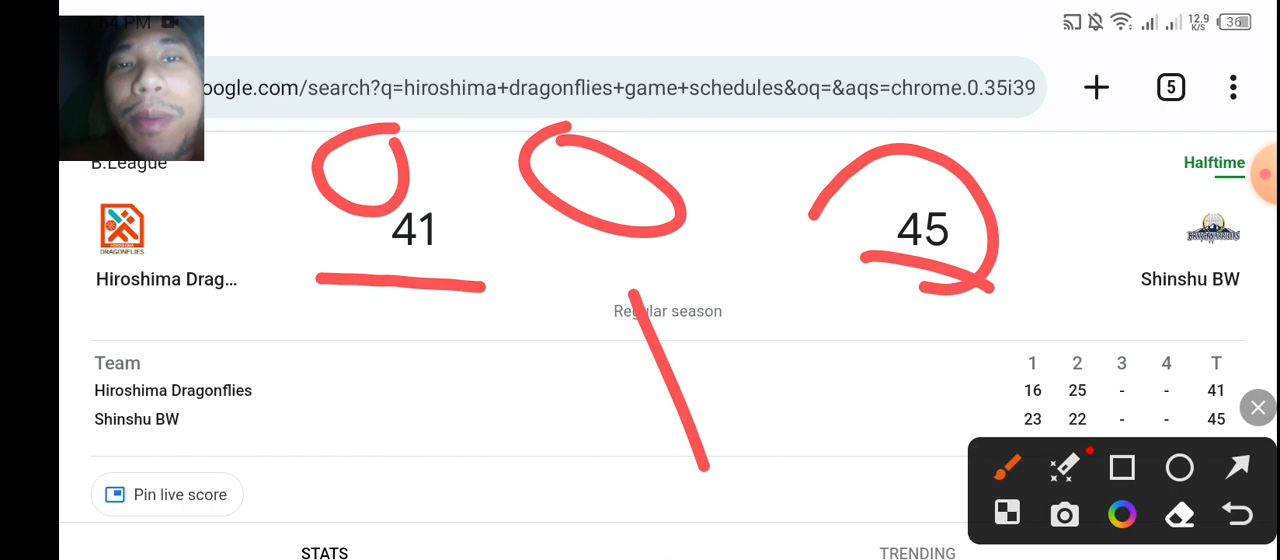 PM
12.9
K/S
36
oogle.com/search?q=hiroshima+dragonflies+game+schedules&oq=&aqs=chrome.0.35i39
5
B.League
Halftime
41
45
DRAGONFLIES
Hiroshima Drag...
Shinshu BW
Regular season
Team 1 2 3 4 T
Hiroshima Dragonflies 16 25 - - 41
Shinshu BW 23 22 - - 45
Pin live score
STATS
TRENDING